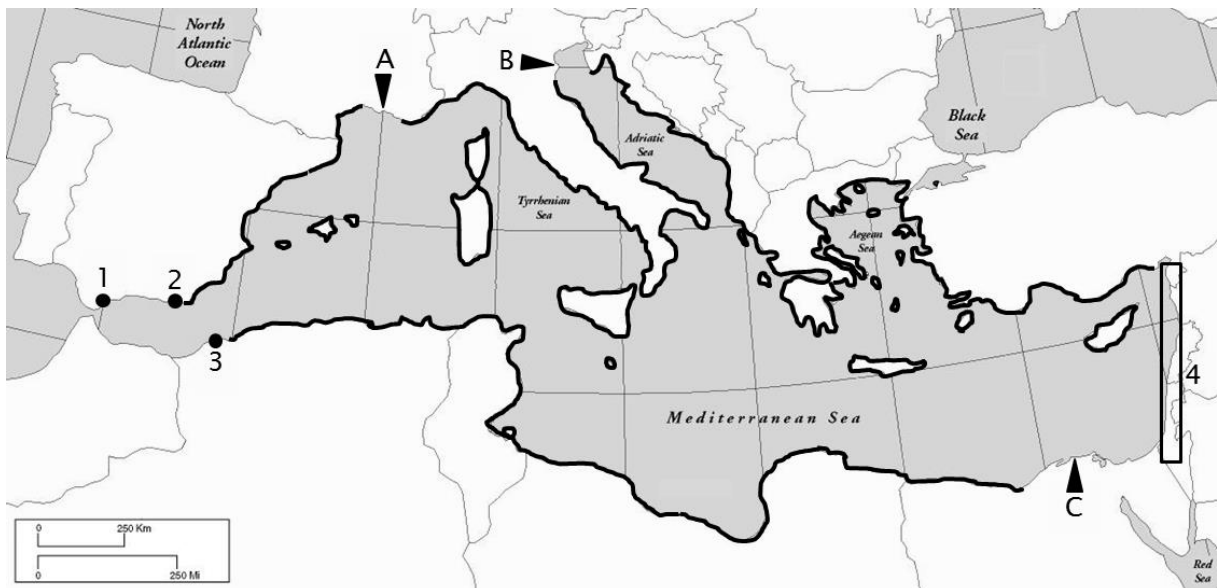 North
Atlantic
Ocean
A
B
Black
Sea
Adriatic
Sea
Tyrrhenian
Sea
Aegean
Sea
1
2
3
4
Mediterranean Sea
C
0 250 Km
0 250 Mi
Red
Sea